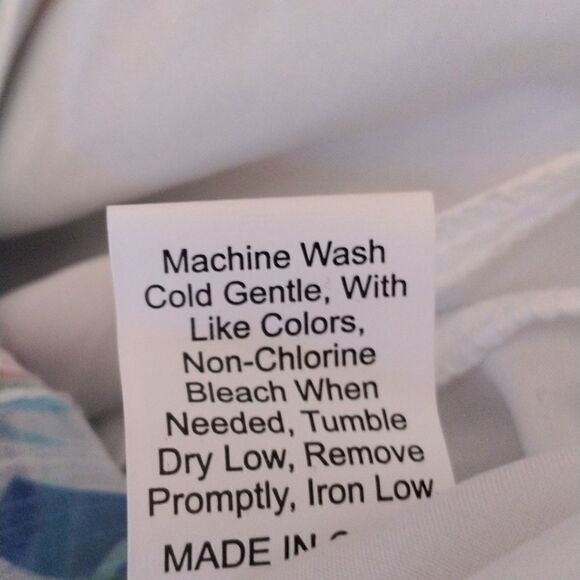 Machine Wash
Cold Gentle, With
Like Colors,
Non-Chlorine
Bleach When
Needed, Tumble
Dry Low, Remove
Promptly, Iron Low
MADE IN